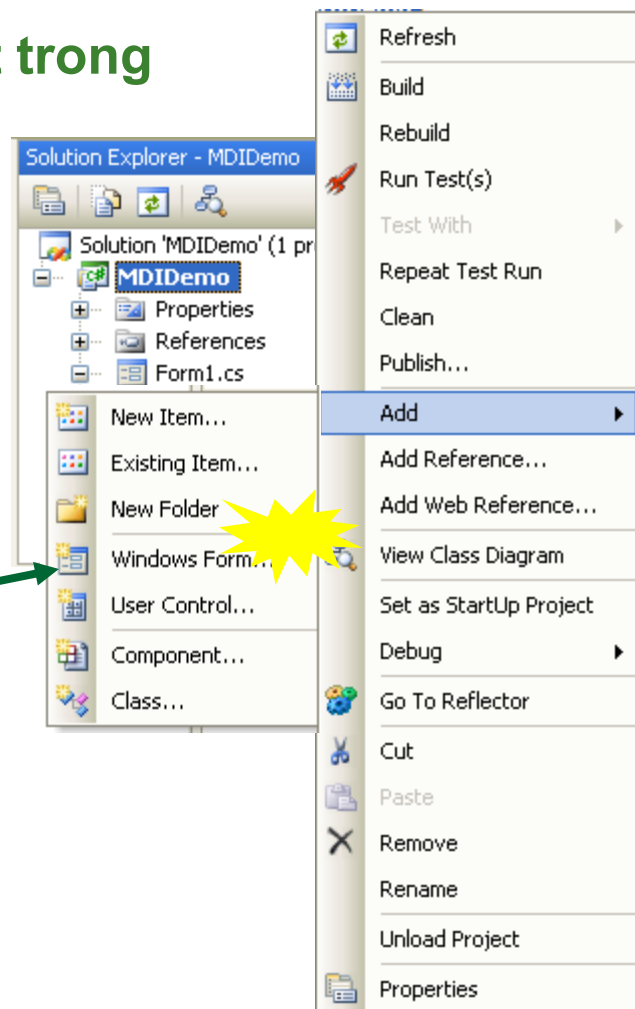 trong
Solution Explorer - MDIDemo
Solution 'MDIDemo' (1 pr
MDIDemo
Properties
References
Form1.cs
New Item...
Existing Item...
New Folder
Windows Form...
User Control...
Component...
Class...
Refresh
Build
Rebuild
Run Test(s)
Test With
Repeat Test Run
Clean
Publish...
Add
Add Reference...
Add Web Reference...
View Class Diagram
Set as StartUp Project
Debug
Go To Reflector
Cut
Paste
Remove
Rename
Unload Project
Properties